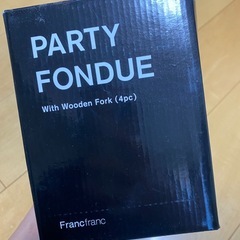 PARTY
FONDUE
With Wooden Fork (4pc)
Francfranc